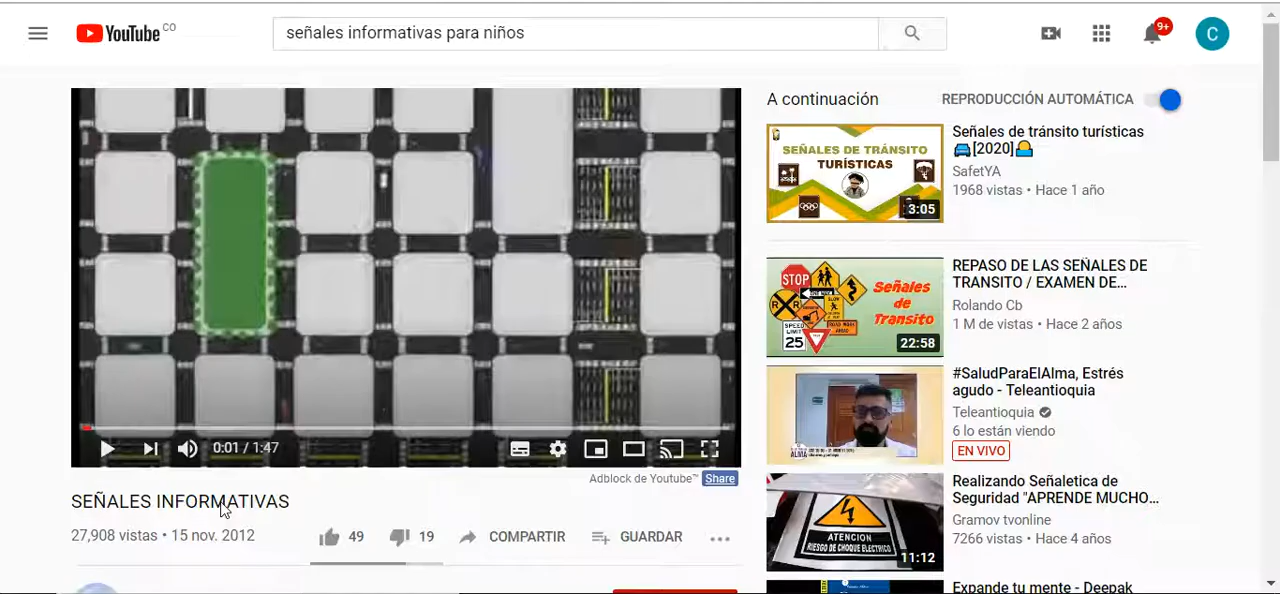 YouTube CO
señales informativas para niños
9+
C
A continuación
REPRODUCCIÓN AUTOMÁTICA
SEÑALES DE TRÁNSITO
TURÍSTICAS
3:05
Señales de tránsito turísticas
[2020]
SafetYA
1968 vistas • Hace 1 año
STOP
SPEED
LIMIT
25
Señales
de
Transito
22:58
REPASO DE LAS SEÑALES DE
TRANSITO / EXAMEN DE...
Rolando Cb
1 M de vistas • Hace 2 años
#SaludParaElAlma, Estrés
agudo - Teleantioquia
Teleantioquia
6 lo están viendo
EN VIVO
ATENCION
RIESGO DE CHOQUE ELECTRICO
11:12
Realizando Señaletica de
Seguridad "APRENDE MUCHO...
Gramov tvonline
7266 vistas • Hace 4 años
Expande tu mente - Deepak
0:01 / 1:47
Adblock de Youtube™ Share
SEÑALES INFORMATIVAS
27,908 vistas • 15 nov. 2012
49
19
COMPARTIR
GUARDAR